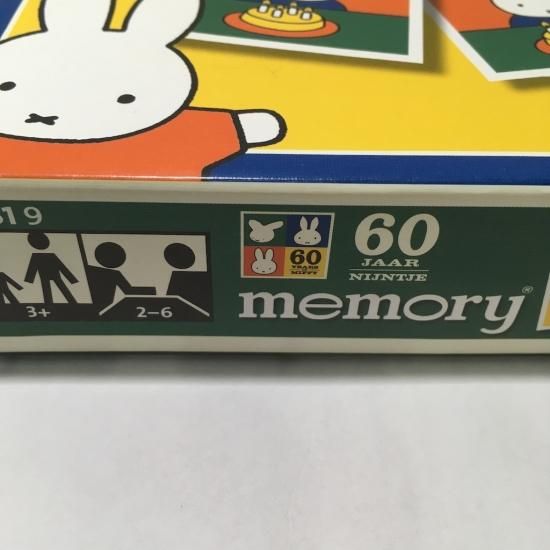 19
3+
2-6
60
YEARS
MIFFY
60
JAAR
NIJNTJE
memory®